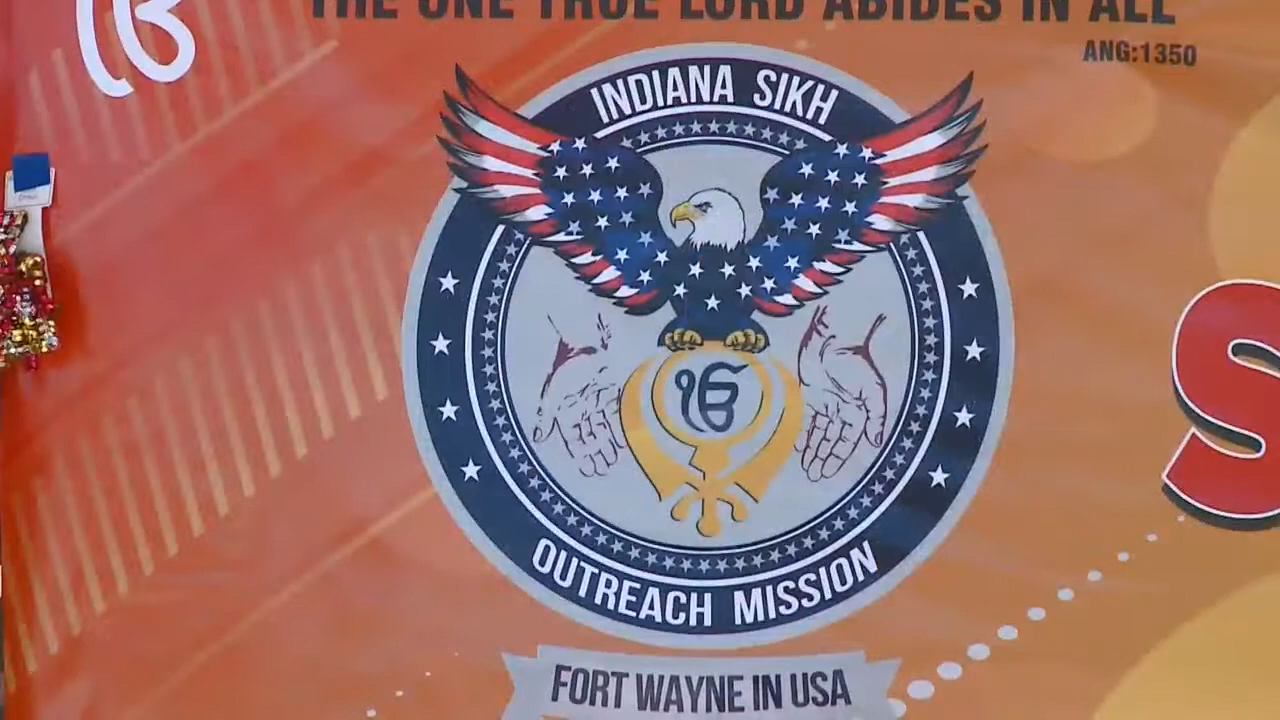 THE ONE TRUE LORD ABIDES IN ALL
ANG:1350
INDIANA SIKH
ੴ
OUTREACH MISSION
FORT WAYNE IN USA
S